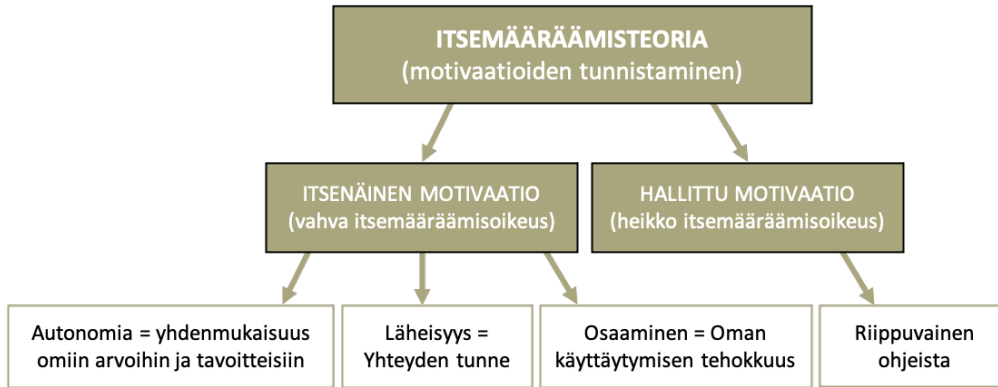 ITSEMÄÄRÄÄMISTEORIA
(motivaatioiden tunnistaminen)
ITSENÄINEN MOTIVAATIO
(vahva itsemääräämisoikeus)
HALLITTU MOTIVAATIO
(heikko itsemääräämisoikeus)
Autonomia = yhdenmukaisuus
omiin arvoihin ja tavoitteisiin
Läheisyys =
Yhteyden tunne
Osaaminen = Oman
käyttäytymisen tehokkuus
Riippuvainen
ohjeista